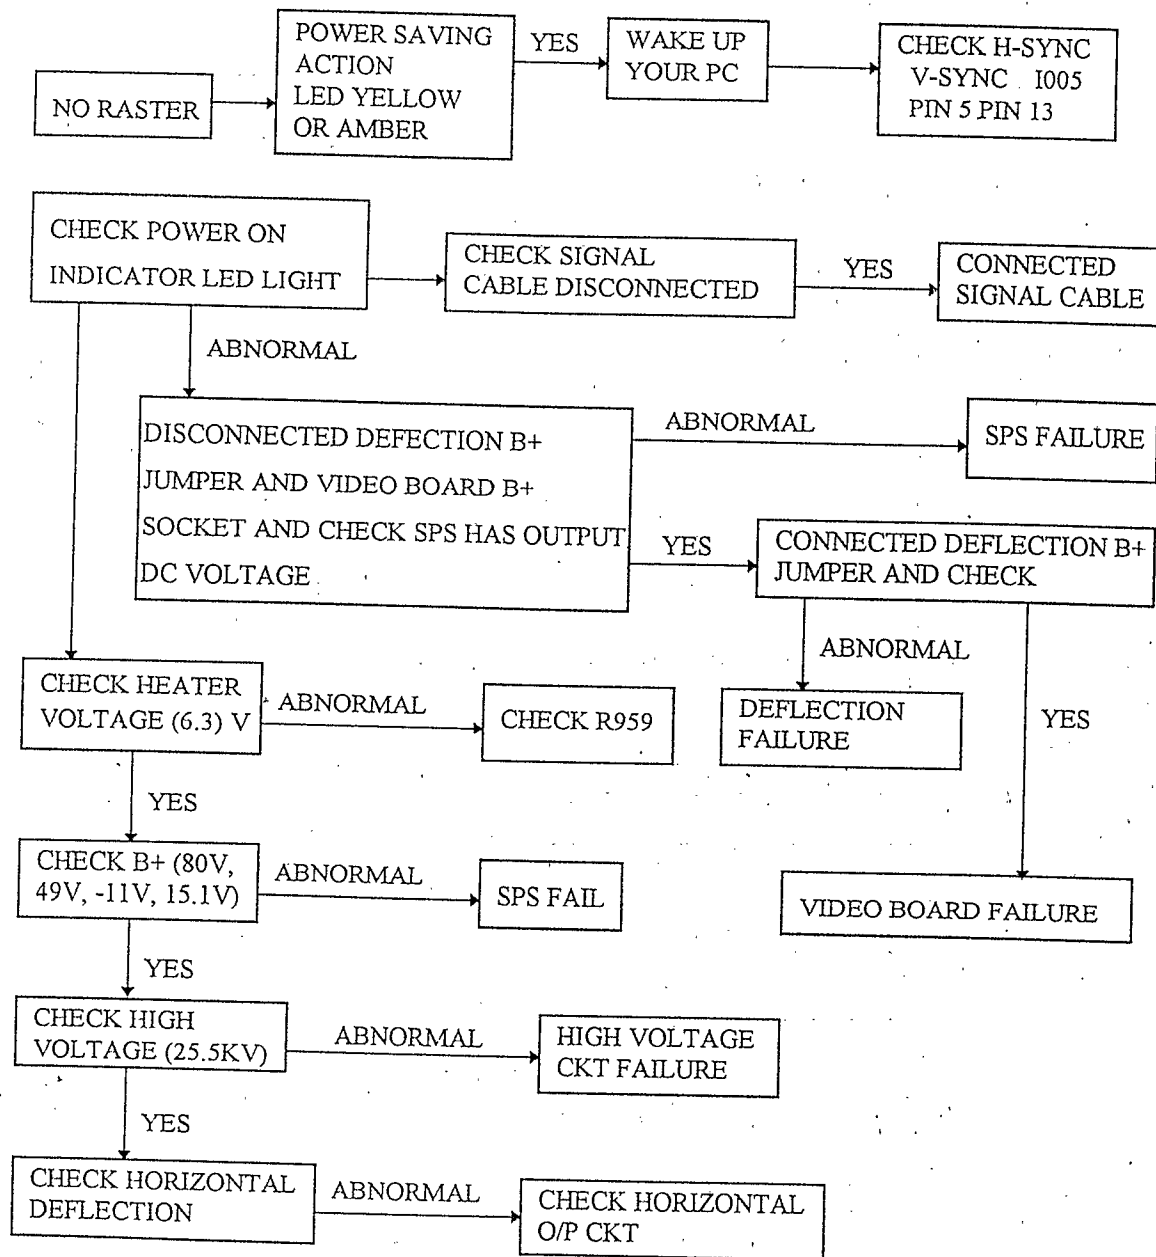 NO RASTER
POWER SAVING
ACTION
LED YELLOW
OR AMBER
YES
WAKE UP
YOUR PC
CHECK H-SYNC
V-SYNC I005
PIN 5 PIN 13
CHECK POWER ON
INDICATOR LED LIGHT
CHECK SIGNAL
CABLE DISCONNECTED
YES
CONNECTED
SIGNAL CABLE
ABNORMAL
DISCONNECTED DEFECTION B+
JUMPER AND VIDEO BOARD B+
SOCKET AND CHECK SPS HAS OUTPUT
DC VOLTAGE
ABNORMAL
SPS FAILURE
YES
CONNECTED DEFLECTION B+
JUMPER AND CHECK
ABNORMAL
DEFLECTION
FAILURE
YES
VIDEO BOARD FAILURE
CHECK HEATER
VOLTAGE (6.3) V
ABNORMAL
CHECK R959
YES
CHECK B+ (80V,
49V, -11V, 15.1V)
ABNORMAL
SPS FAIL
YES
CHECK HIGH
VOLTAGE (25.5KV)
ABNORMAL
HIGH VOLTAGE
CKT FAILURE
YES
CHECK HORIZONTAL
DEFLECTION
ABNORMAL
CHECK HORIZONTAL
O/P CKT